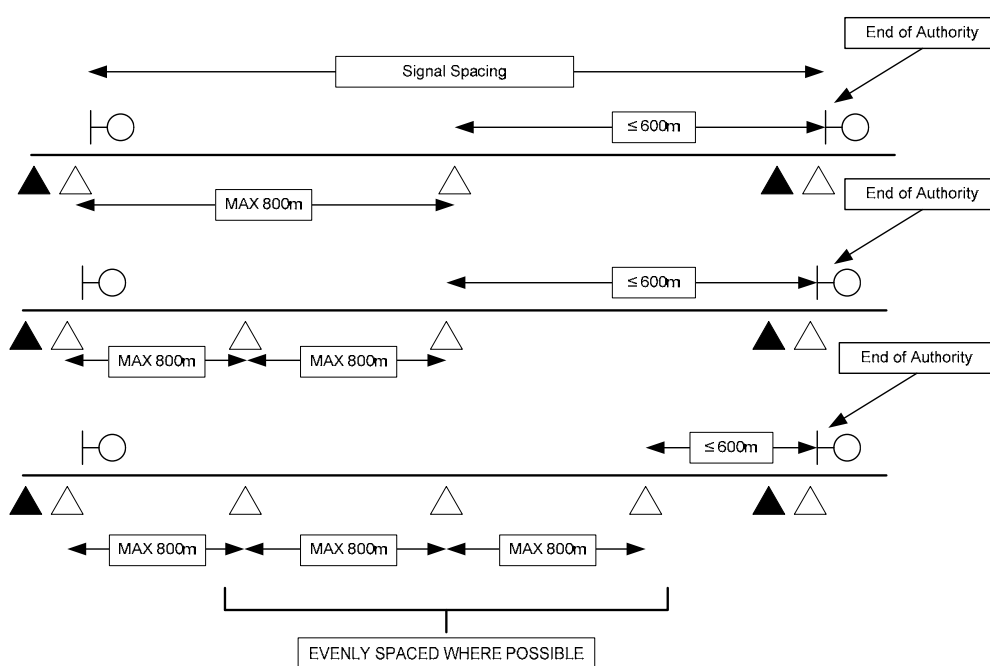 End of Authority
Signal Spacing
≤ 600m
MAX 800m
End of Authority
≤ 600m
MAX 800m
MAX 800m
End of Authority
≤ 600m
MAX 800m
MAX 800m
MAX 800m
EVENLY SPACED WHERE POSSIBLE